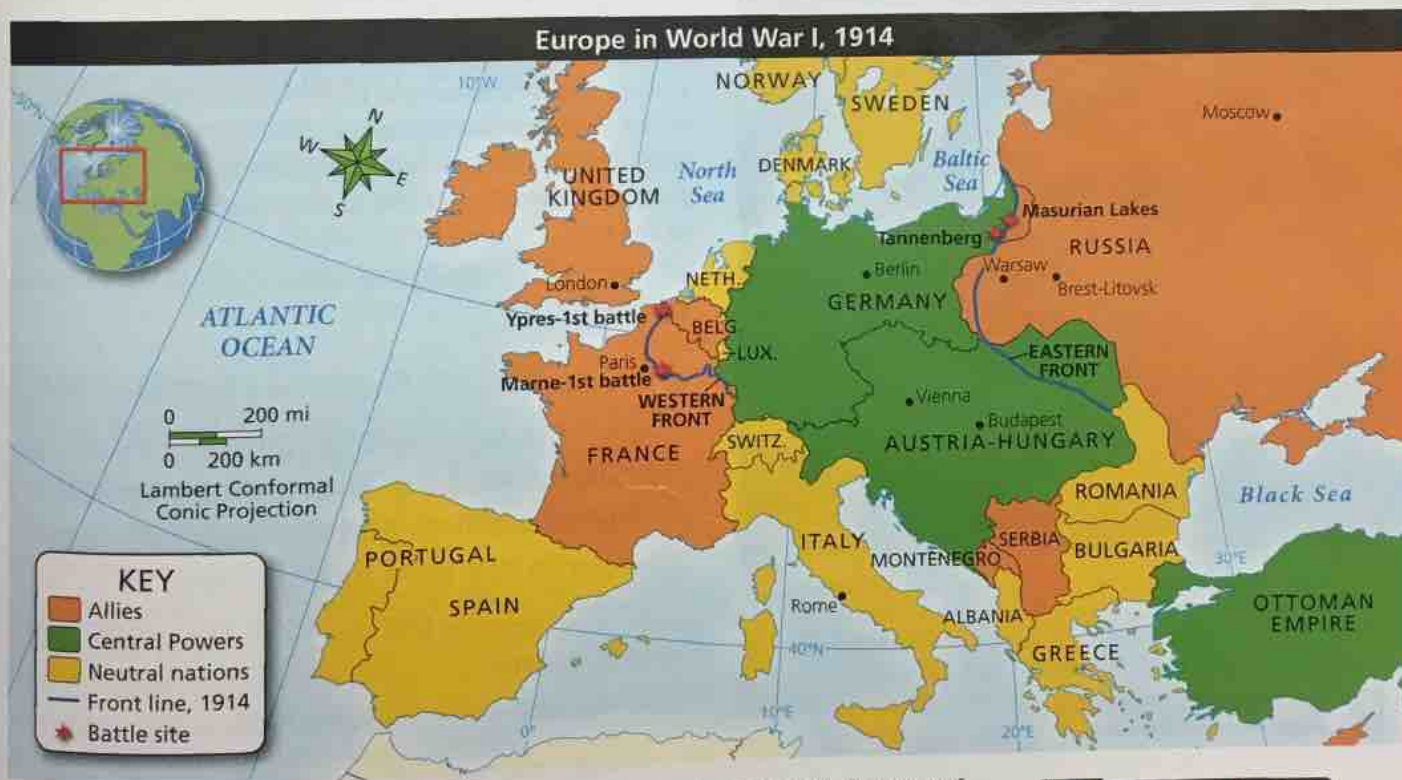 Europe in World War I, 1914
50°N
10°W
N
W
E
S
NORWAY
SWEDEN
Moscow
UNITED
KINGDOM
North
Sea
DENMARK
Baltic
Sea
Masurian Lakes
Tannenberg
RUSSIA
London
NETH.
Berlin
Warsaw
Brest-Litovsk
GERMANY
ATLANTIC
OCEAN
Ypres-1st battle
BELG.
LUX.
EASTERN
FRONT
Paris
Marne-1st battle
WESTERN
FRONT
Vienna
Budapest
AUSTRIA-HUNGARY
0 200 mi
0 200 km
Lambert Conformal
Conic Projection
FRANCE
SWITZ.
ROMANIA
Black Sea
PORTUGAL
SPAIN
ITALY
MONTENEGRO
SERBIA
BULGARIA
30°E
Rome
ALBANIA
OTTOMAN
EMPIRE
40°N
GREECE
0°
10°E
20°E
KEY
Allies
Central Powers
Neutral nations
Front line, 1914
Battle site